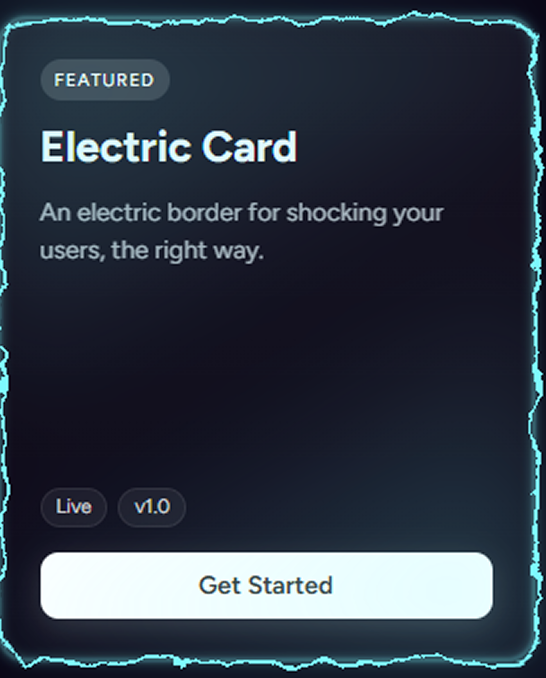 FEATURED
Electric Card
An electric border for shocking your
users, the right way.
Live v1.0
Get Started